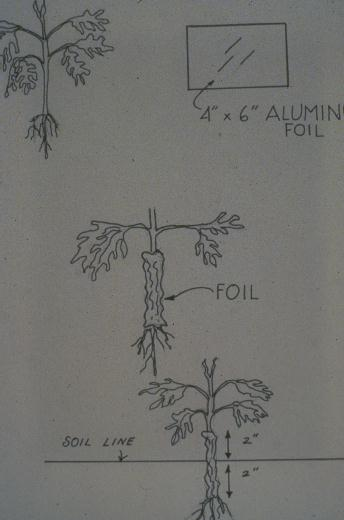 4" x 6" ALUMIN
FOIL
FOIL
SOIL LINE
2"
2"